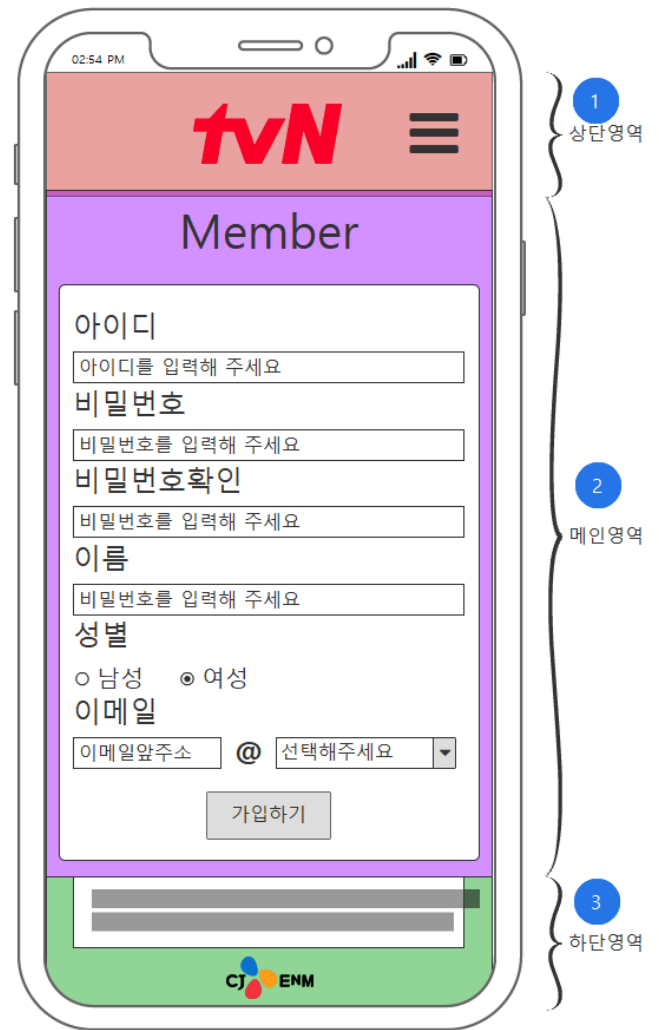 02:54 PM
tvN
1
상단영역
Member
아이디
아이디를 입력해 주세요
비밀번호
비밀번호를 입력해 주세요
비밀번호확인
비밀번호를 입력해 주세요
이름
비밀번호를 입력해 주세요
성별
남성 여성
이메일
이메일앞주소 @ 선택해주세요
가입하기
2
메인영역
3
하단영역
CJ ENM